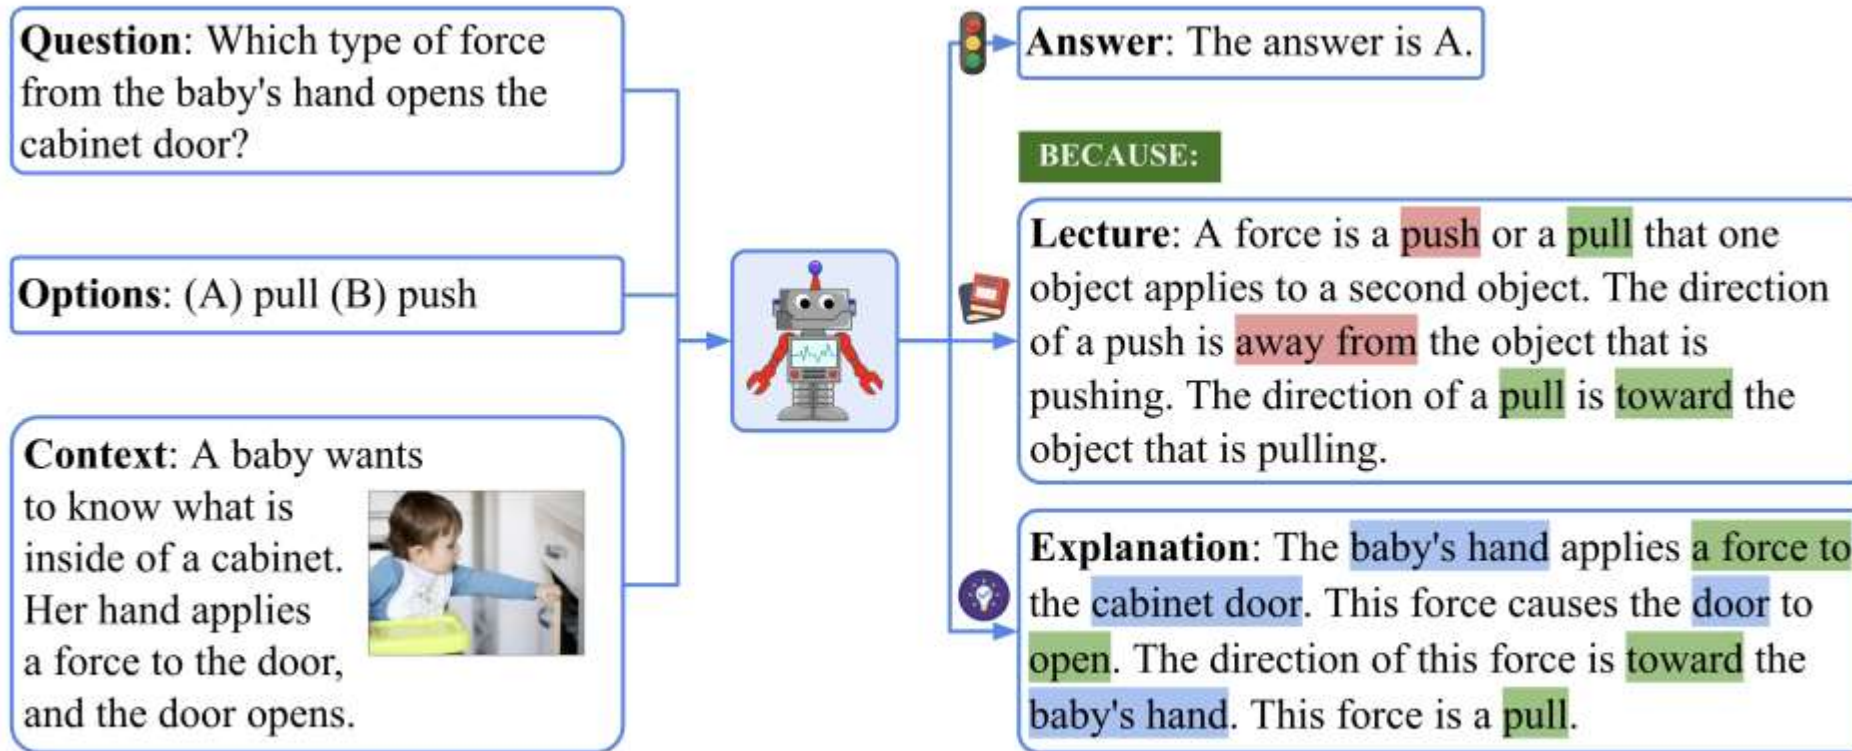 Question: Which type of force
from the baby's hand opens the
cabinet door?
Options: (A) pull (B) push
Context: A baby wants
to know what is
inside of a cabinet.
Her hand applies
a force to the door,
and the door opens.
Answer: The answer is A.
BECAUSE:
Lecture: A force is a push or a pull that one
object applies to a second object. The direction
of a push is away from the object that is
pushing. The direction of a pull is toward the
object that is pulling.
Explanation: The baby's hand applies a force to
the cabinet door. This force causes the door to
open. The direction of this force is toward the
baby's hand. This force is a pull.